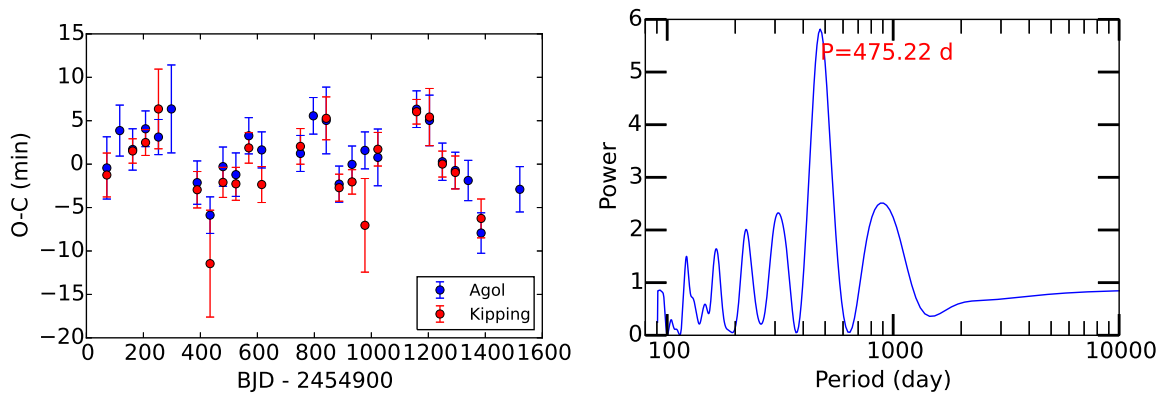 15
10
5
0
−5
−10
−15
−20
O-C (min)
0 200 400 600 800 1000 1200 1400 1600
BJD - 2454900
Agol
Kipping
6
5
4
3
2
1
0
Power
P=475.22 d
100 1000 10000
Period (day)